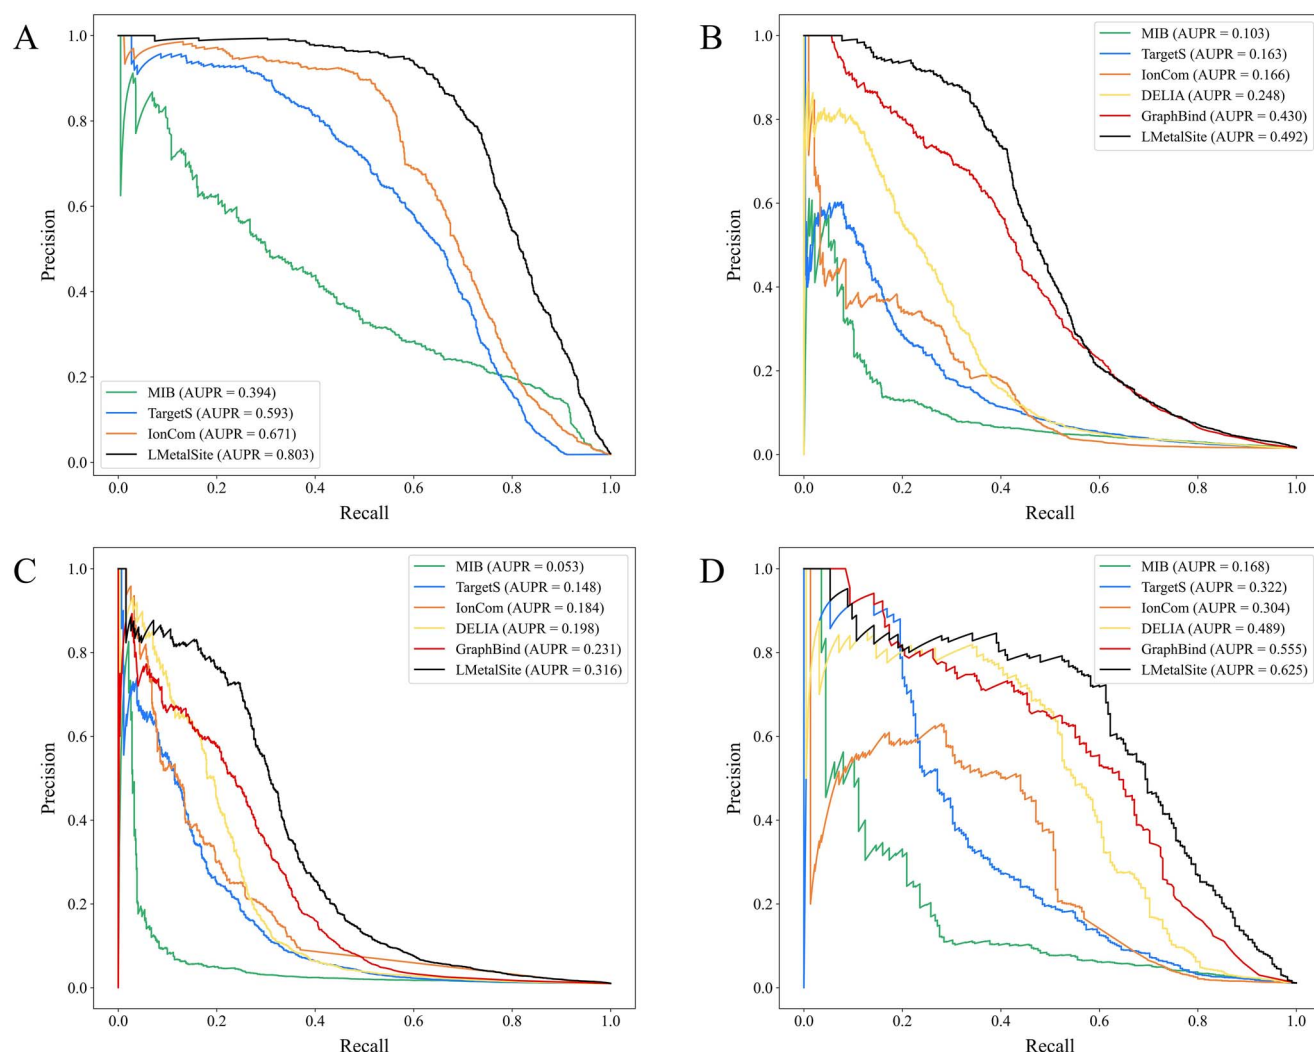 A
Precision
1.0
0.8
0.6
0.4
0.2
0.0
MIB (AUPR = 0.394)
TargetS (AUPR = 0.593)
IonCom (AUPR = 0.671)
LMetalSite (AUPR = 0.803)
0.0 0.2 0.4 0.6 0.8 1.0
Recall
B
Precision
1.0
0.8
0.6
0.4
0.2
0.0
MIB (AUPR = 0.103)
TargetS (AUPR = 0.163)
IonCom (AUPR = 0.166)
DELIA (AUPR = 0.248)
GraphBind (AUPR = 0.430)
LMetalSite (AUPR = 0.492)
0.0 0.2 0.4 0.6 0.8 1.0
Recall
C
Precision
1.0
0.8
0.6
0.4
0.2
0.0
MIB (AUPR = 0.053)
TargetS (AUPR = 0.148)
IonCom (AUPR = 0.184)
DELIA (AUPR = 0.198)
GraphBind (AUPR = 0.231)
LMetalSite (AUPR = 0.316)
0.0 0.2 0.4 0.6 0.8 1.0
Recall
D
Precision
1.0
0.8
0.6
0.4
0.2
0.0
MIB (AUPR = 0.168)
TargetS (AUPR = 0.322)
IonCom (AUPR = 0.304)
DELIA (AUPR = 0.489)
GraphBind (AUPR = 0.555)
LMetalSite (AUPR = 0.625)
0.0 0.2 0.4 0.6 0.8 1.0
Recall